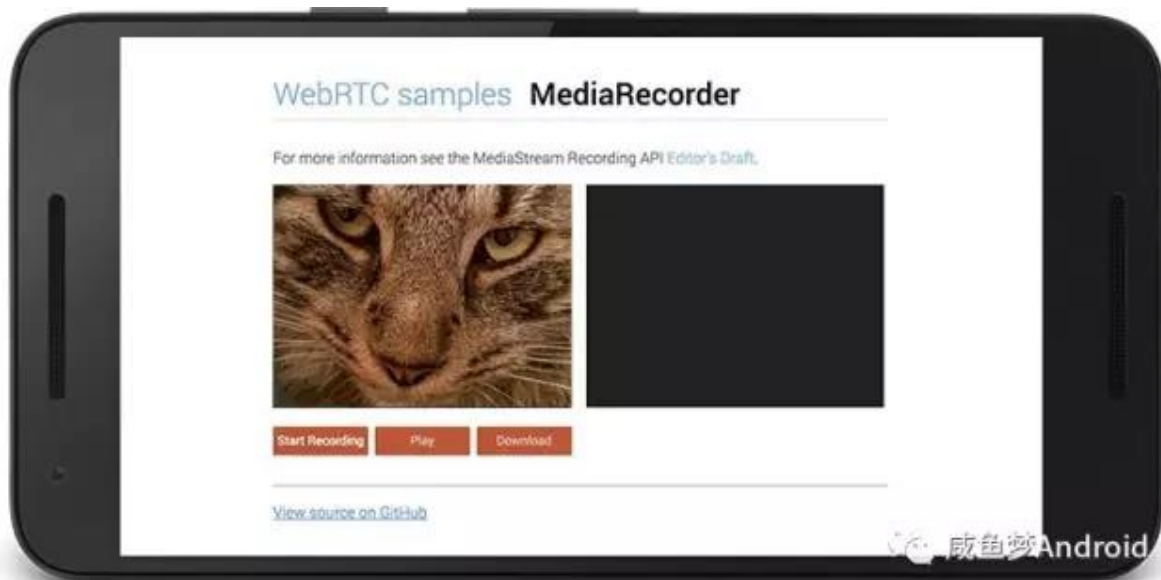 WebRTC samples MediaRecorder
For more information see the MediaStream Recording API Editor's Draft.
Start Recording Play Download
View source on GitHub
咸鱼梦Android